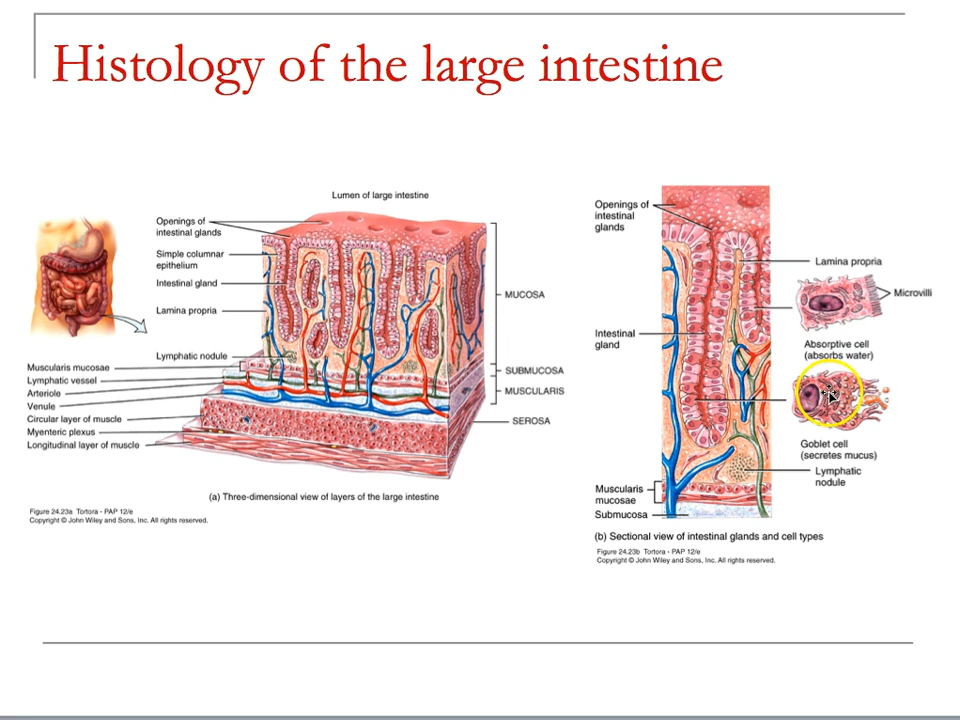 Histology of the large intestine
Lumen of large intestine
Openings of
intestinal glands
Simple columnar
epithelium
Intestinal gland
Lamina propria
Lymphatic nodule
Muscularis mucosae
Lymphatic vessel
Arteriole
Venule
Circular layer of muscle
Myenteric plexus
Longitudinal layer of muscle
MUCOSA
SUBMUCOSA
MUSCULARIS
SEROSA
(a) Three-dimensional view of layers of the large intestine
Figure 24.23a Tortora - PAP 12/e
Copyright © John Wiley and Sons, Inc. All rights reserved.
Openings of
intestinal
glands
Lamina propria
Microvilli
Intestinal
gland
Absorptive cell
(absorbs water)
Goblet cell
(secretes mucus)
Lymphatic
nodule
Muscularis
mucosae
Submucosa
(b) Sectional view of intestinal glands and cell types
Figure 24.23b Tortora - PAP 12/e
Copyright © John Wiley and Sons, Inc. All rights reserved.